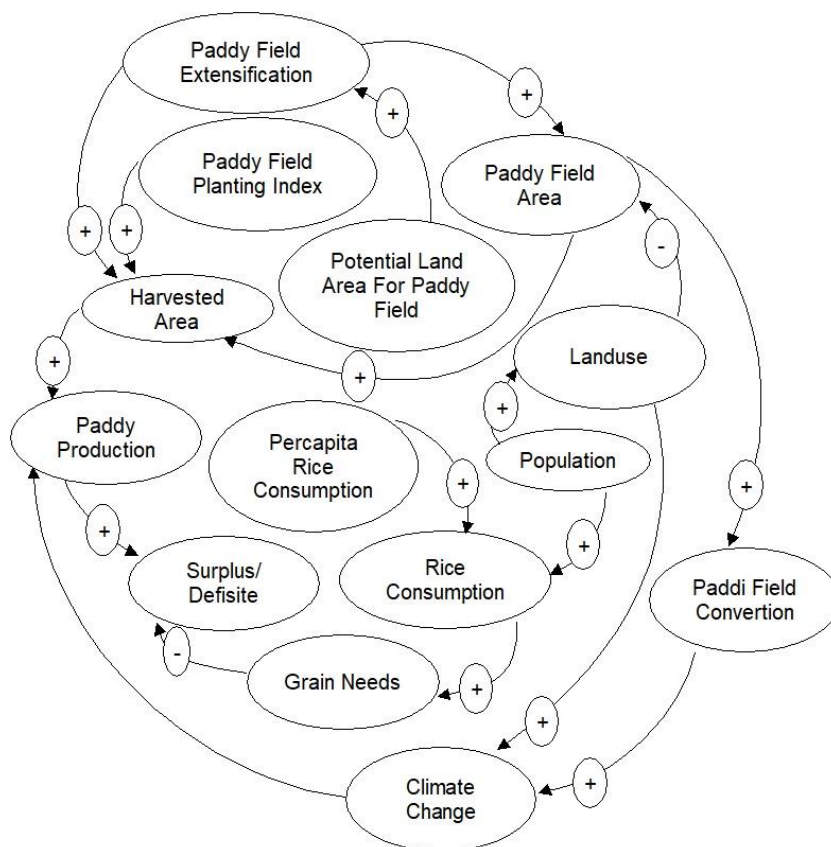 Paddy Field
Extensification
+
+
Paddy Field
Planting Index
Paddy Field
Area
+
+
-
Potential Land
Area For Paddy
Field
Harvested
Area
Landuse
+
+
+
Paddy
Production
Percapita
Rice
Consumption
Population
+
+
+
+
Surplus/
Defisite
Rice
Consumption
Paddi Field
Convertion
-
Grain Needs
+
+
+
Climate
Change